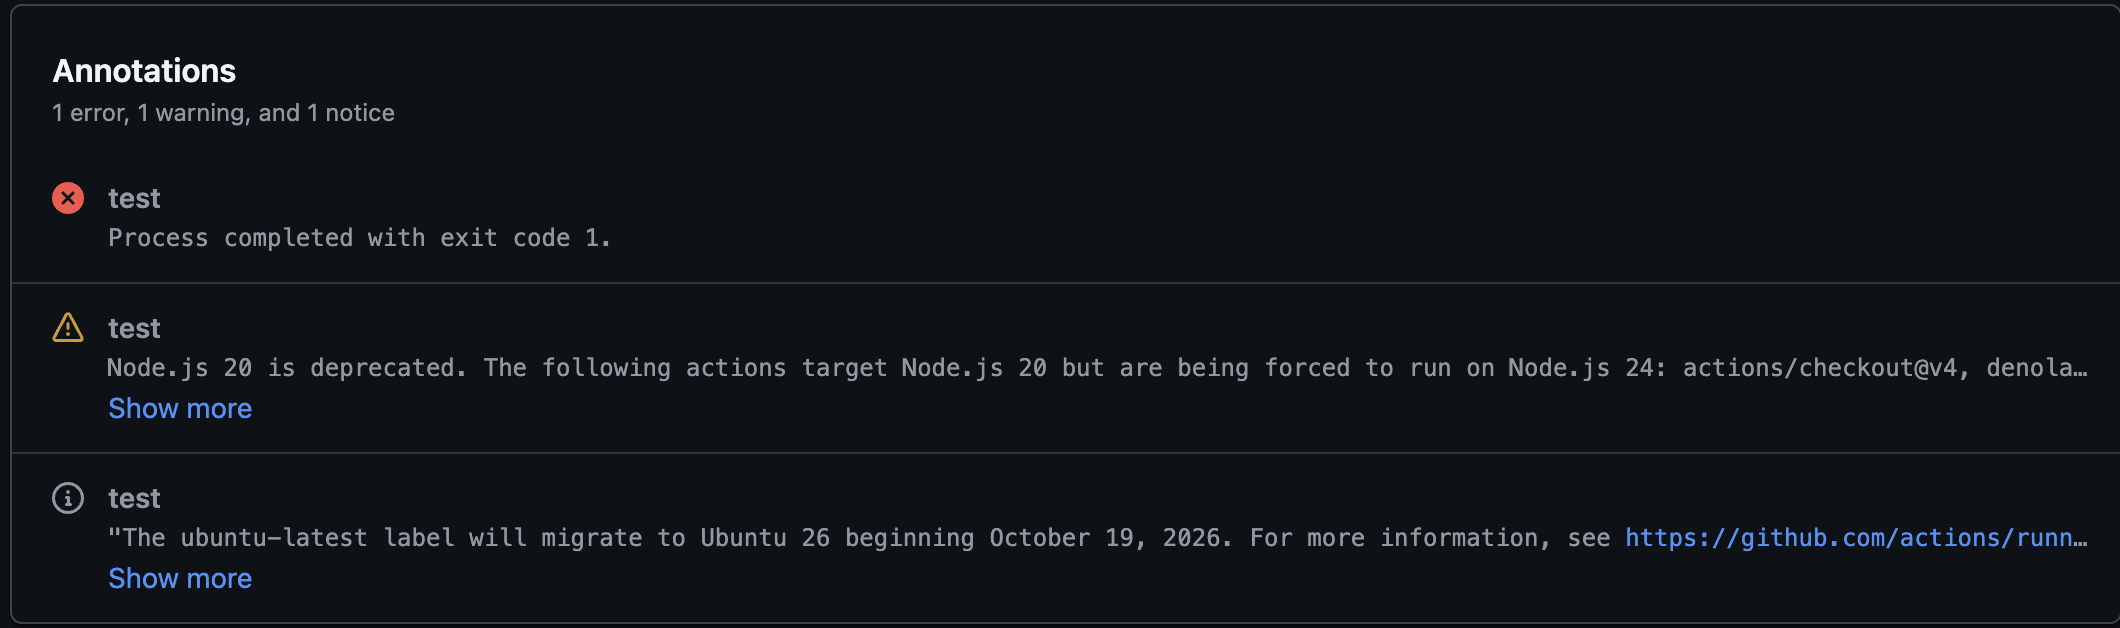 Annotations
1 error, 1 warning, and 1 notice
test
Process completed with exit code 1.
test
Node.js 20 is deprecated. The following actions target Node.js 20 but are being forced to run on Node.js 24: actions/checkout@v4, denola…
Show more
test
"The ubuntu-latest label will migrate to Ubuntu 26 beginning October 19, 2026. For more information, see https://github.com/actions/runn…
Show more